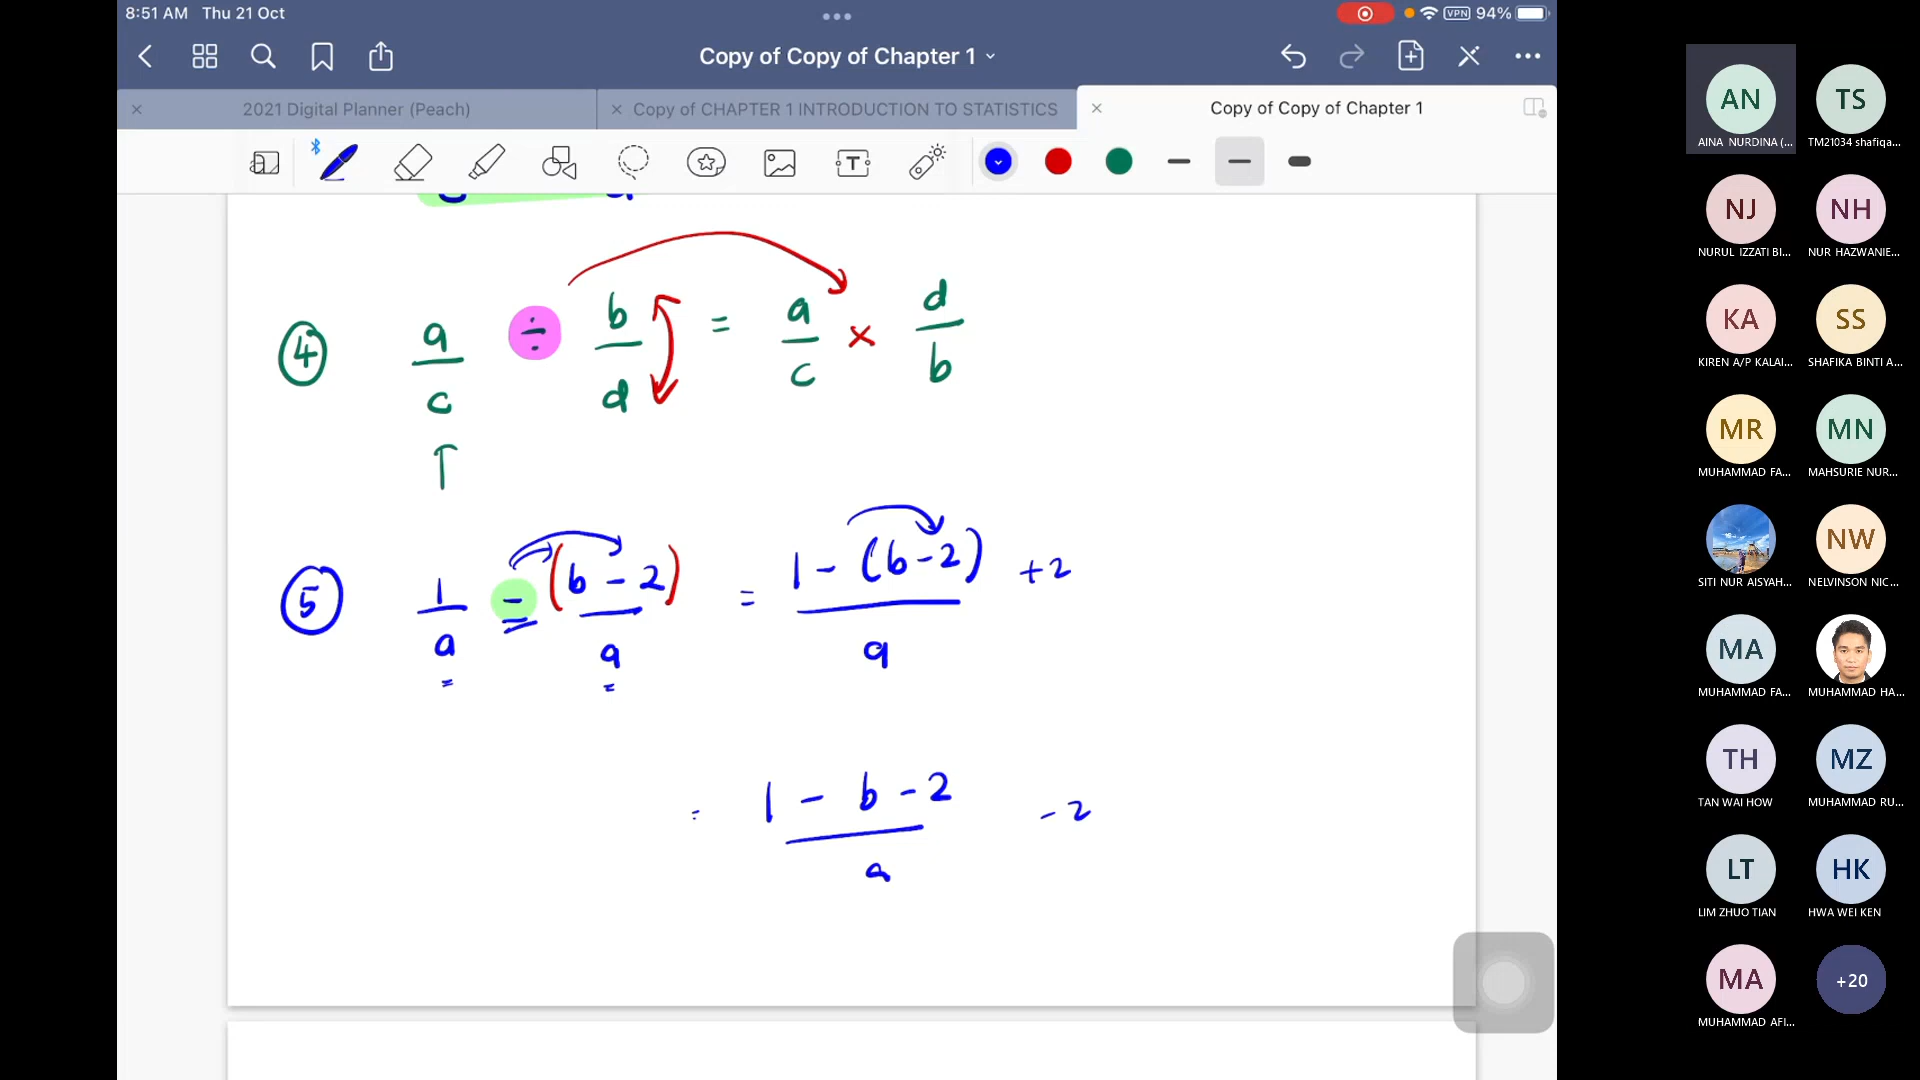 8:51 AM Thu 21 Oct
VPN 94%
Copy of Copy of Chapter 1
2021 Digital Planner (Peach)
Copy of CHAPTER 1 INTRODUCTION TO STATISTICS
Copy of Copy of Chapter 1
T
④ a/c ÷ b/d = a/c × d/b
↑
⑤ 1/a - (b - 2)/a = 1 - (b - 2)/a +2
= 1 - b - 2/a - 2
AN
AINA NURDINA (...
TS
TM21034 shafiqa...
NJ
NURUL IZZATI BI...
NH
NUR HAZWANIE...
KA
KIREN A/P KALAI...
SS
SHAFIKA BINTI A...
MR
MUHAMMAD FA...
MN
MAHSURIE NUR...
SITI NUR AISYAH...
NW
NELVINSON NIC...
MA
MUHAMMAD FA...
MUHAMMAD HA...
TH
TAN WAI HOW
MZ
MUHAMMAD RU...
LT
LIM ZHUO TIAN
HK
HWA WEI KEN
MA
MUHAMMAD AFI...
+20